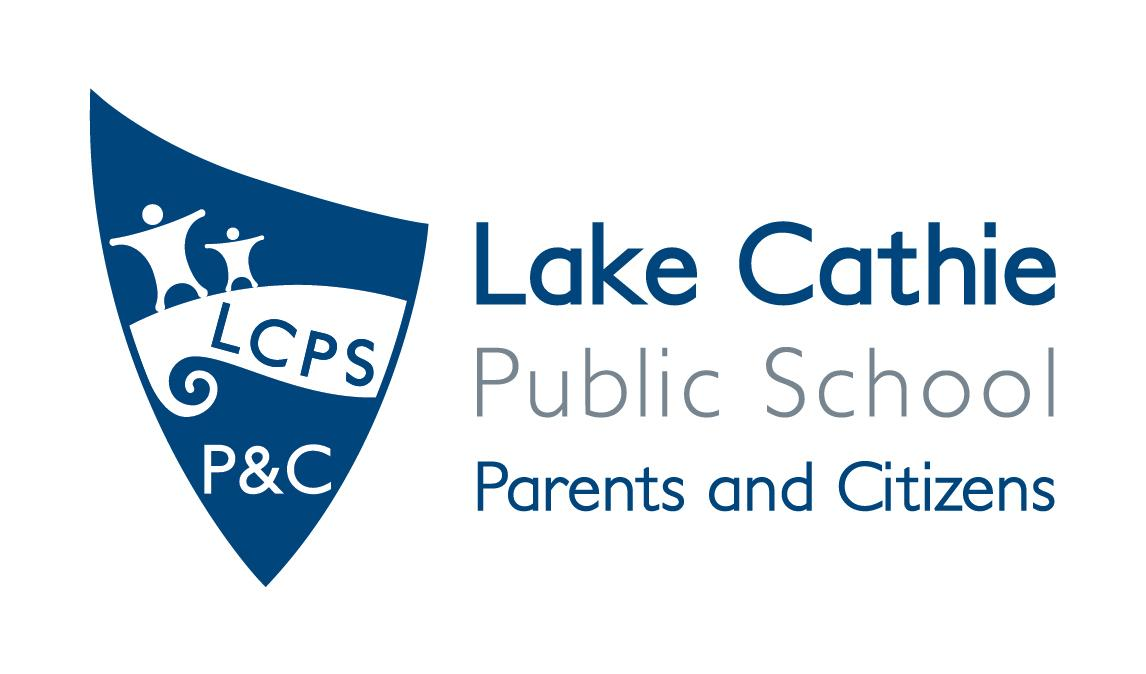 LCPS
P&C
Lake Cathie
Public School
Parents and Citizens